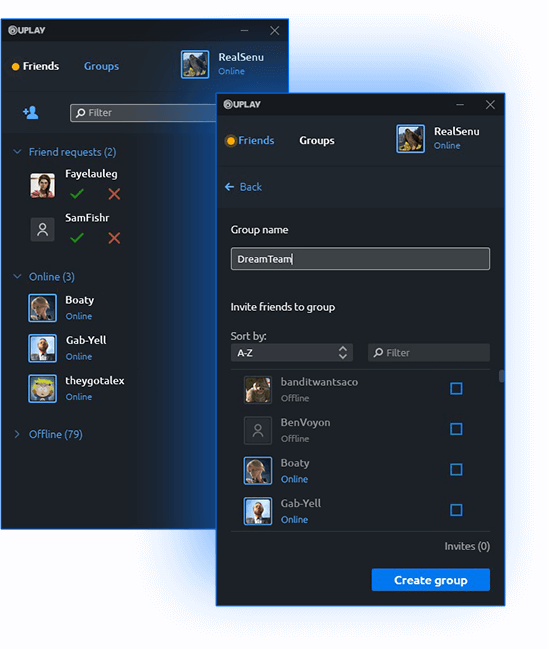 UPLAY
Friends
Groups
RealSenu
Online
Filter
Friend requests (2)
Fayelauleg
SamFishr
Online (3)
Boaty
Online
Gab-Yell
Online
theygotalex
Online
Offline (79)
UPLAY
Friends
Groups
RealSenu
Online
Back
Group name
DreamTeam
Invite friends to group
Sort by:
A-Z
Filter
banditwantsaco
Offline
BenVoyon
Offline
Boaty
Online
Gab-Yell
Online
Invites (0)
Create group